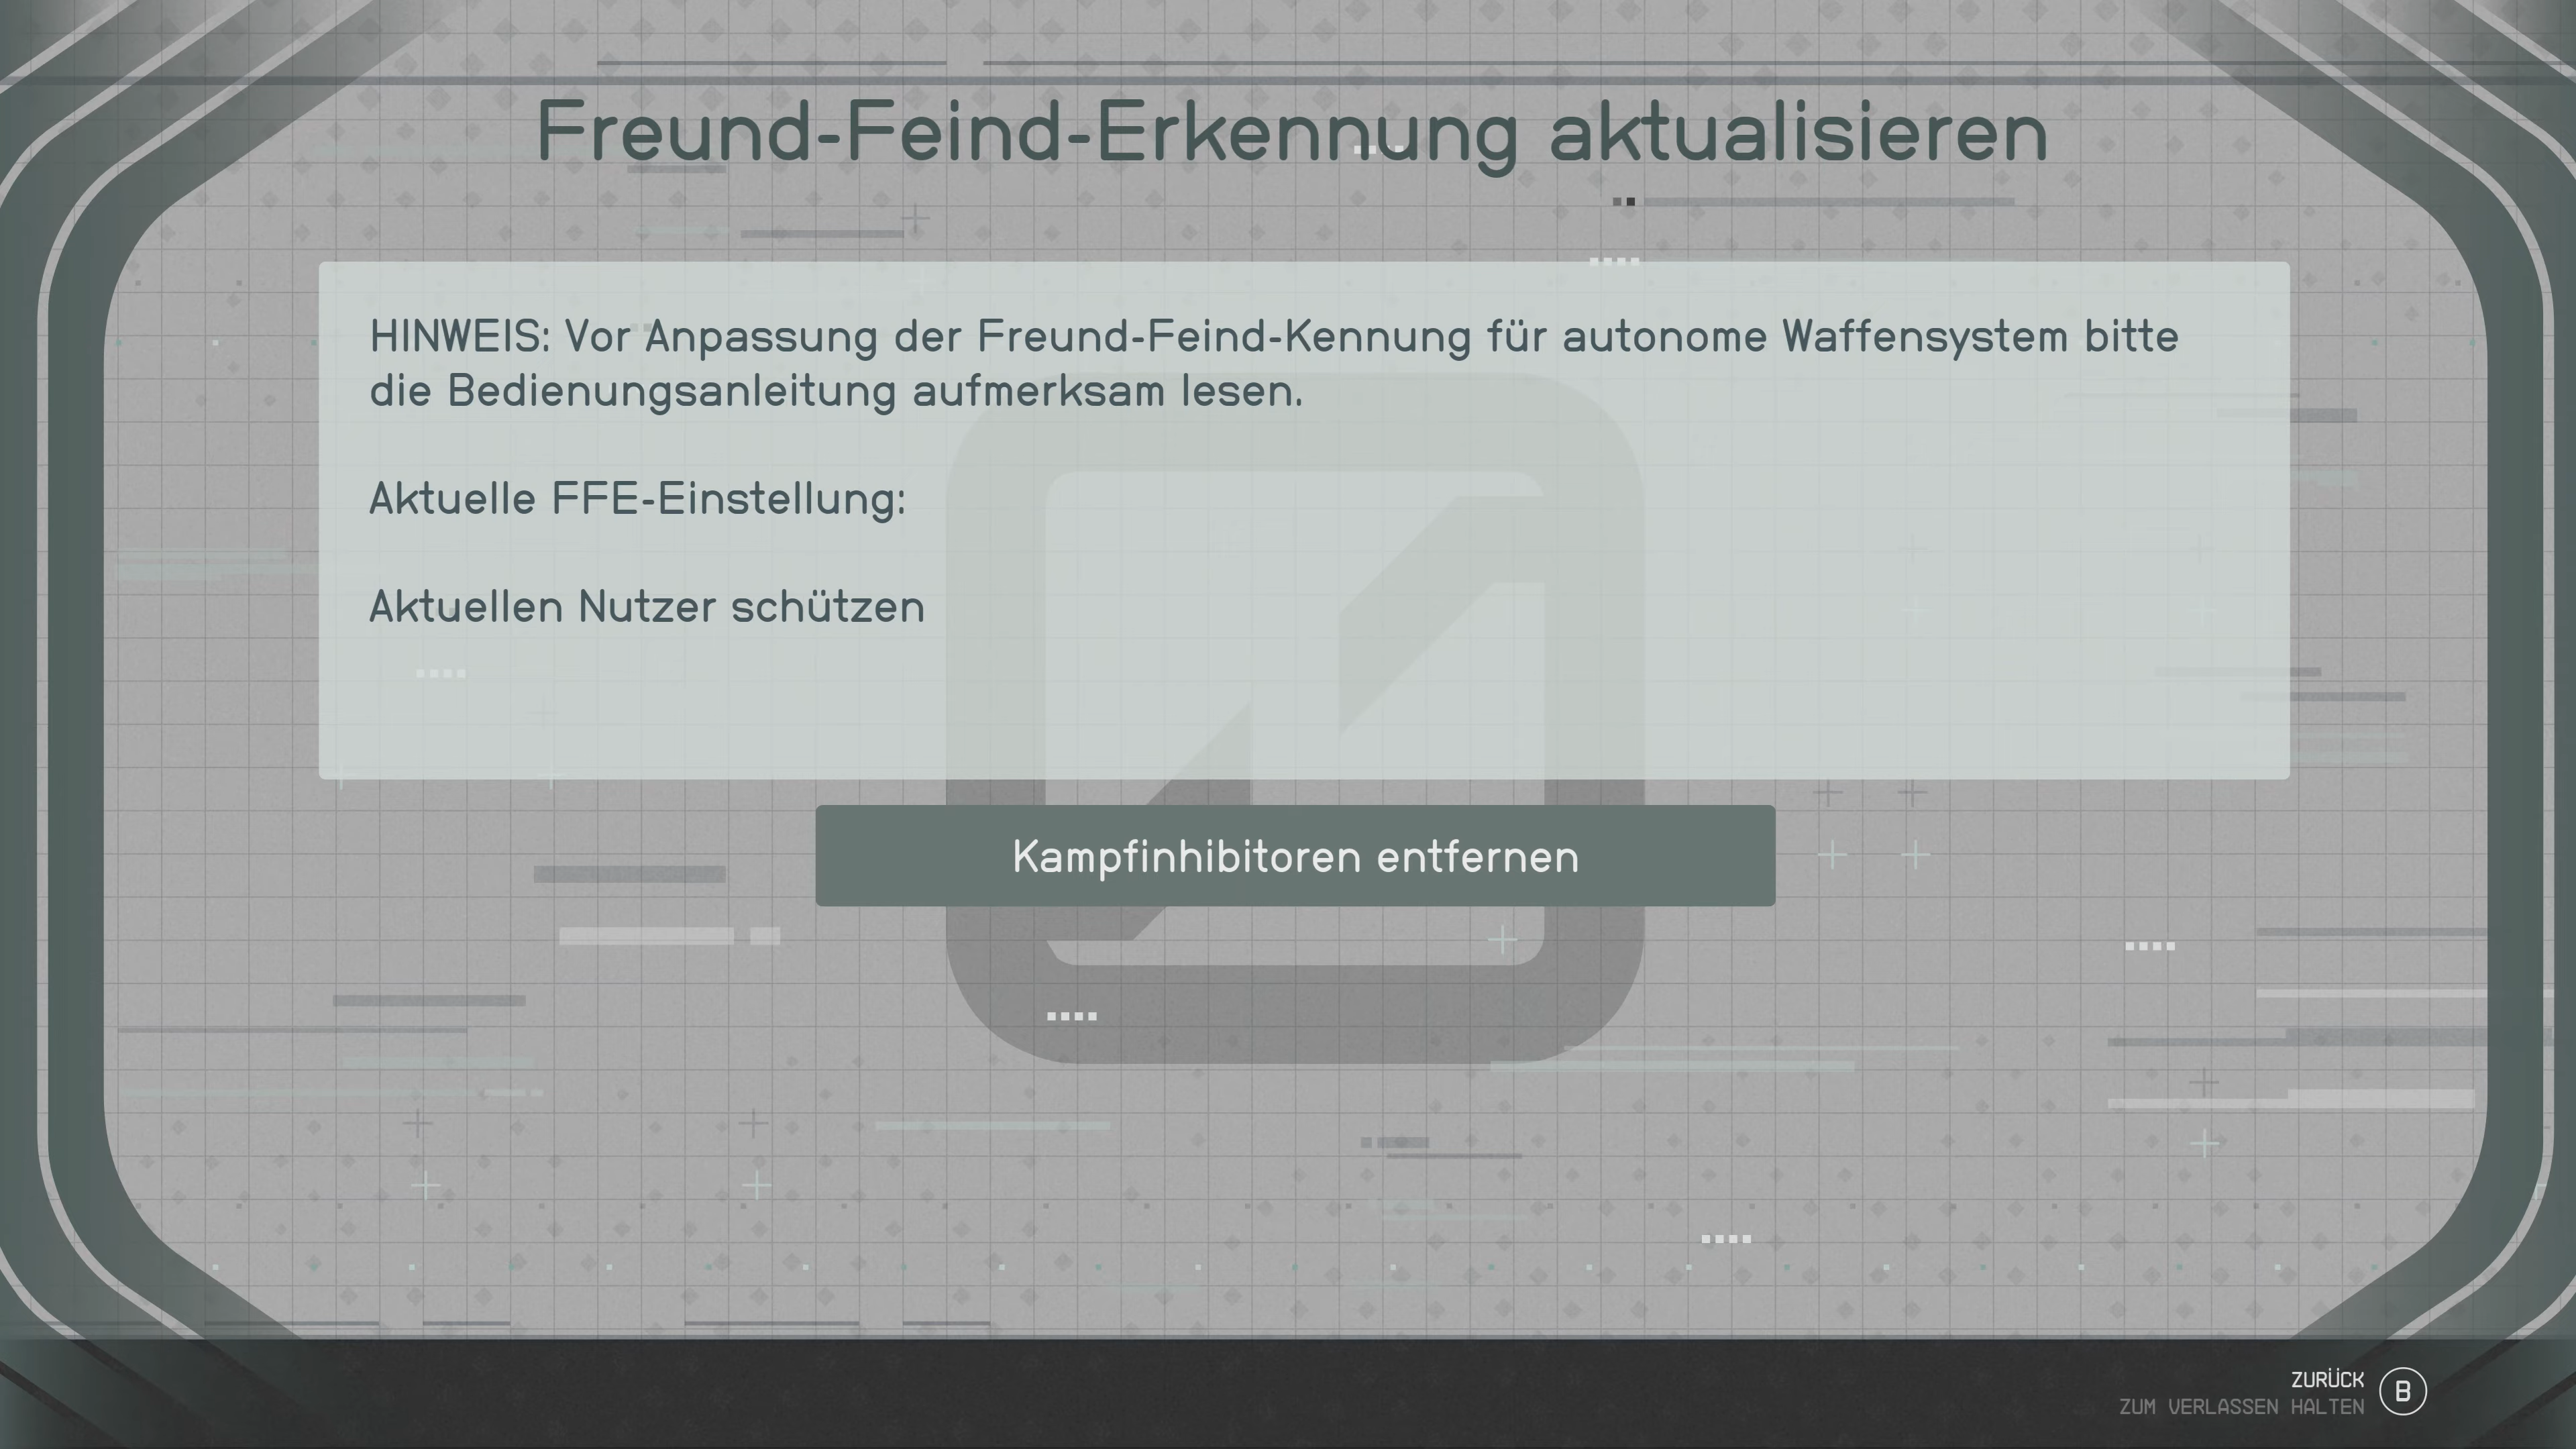 Freund-Feind-Erkennung aktualisieren
HINWEIS: Vor Anpassung der Freund-Feind-Kennung für autonome Waffensystem bitte
die Bedienungsanleitung aufmerksam lesen.
Aktuelle FFE-Einstellung:
Aktuellen Nutzer schützen
Kampfinhibitoren entfernen
ZURÜCK
ZUM VERLASSEN HALTEN
B